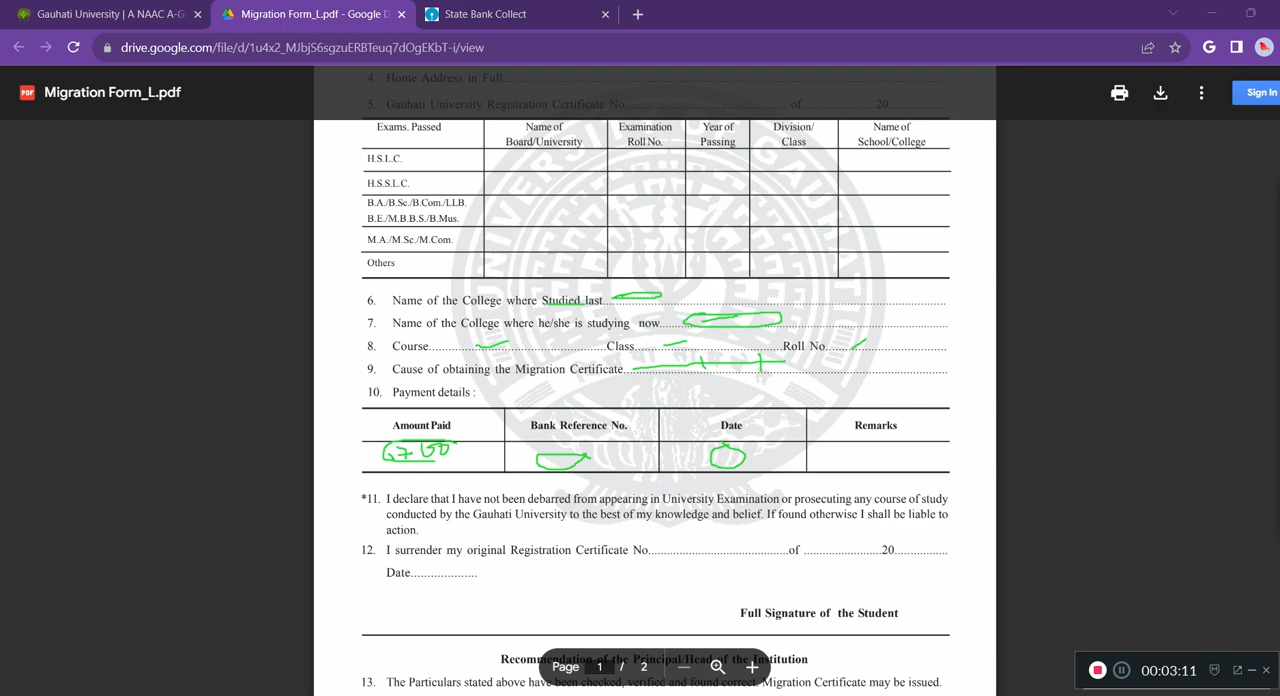 Gauhati University | A NAAC A-G
Migration Form_L.pdf - Google D
State Bank Collect
drive.google.com/file/d/1u4x2_MJbjS6sgzuERBTeuq7dOgEKbT-i/view
PDF Migration Form_L.pdf
Sign In
4. Home Address in Full
5. Gauhati University Registration Certificate No. of 20
Exams. Passed Name of Board/University Examination Roll No. Year of Passing Division/ Class Name of School/College
H.S.L.C.
H.S.S.L.C.
B.A./B.Sc./B.Com./LLB.
B.E./M.B.B.S./B.Mus.
M.A./M.Sc./M.Com.
Others
6. Name of the College where Studied last
7. Name of the College where he/she is studying now
8. Course Class Roll No.
9. Cause of obtaining the Migration Certificate
10. Payment details :
Amount Paid Bank Reference No. Date Remarks
*11. I declare that I have not been debarred from appearing in University Examination or prosecuting any course of study
conducted by the Gauhati University to the best of my knowledge and belief. If found otherwise I shall be liable to
action.
12. I surrender my original Registration Certificate No. of 20
Date
Full Signature of the Student
Recommendation of the Principal/Head of the Institution
Page 1 / 2
13. The Particulars stated above have been checked, verified and found correct. Migration Certificate may be issued.
00:03:11